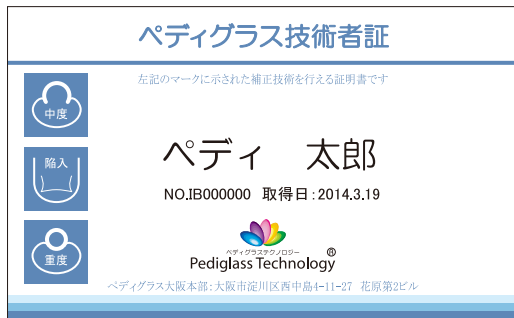 ペディグラス技術者証
左記のマークに示された補正技術を行える証明書です
中度
陥入
重度
ペディ　太郎
NO.IB000000 取得日：2014.3.19
ペディグラステクノロジー
Pediglass Technology®
ペディグラス大阪本部：大阪市淀川区西中島4-11-27 花原第2ビル